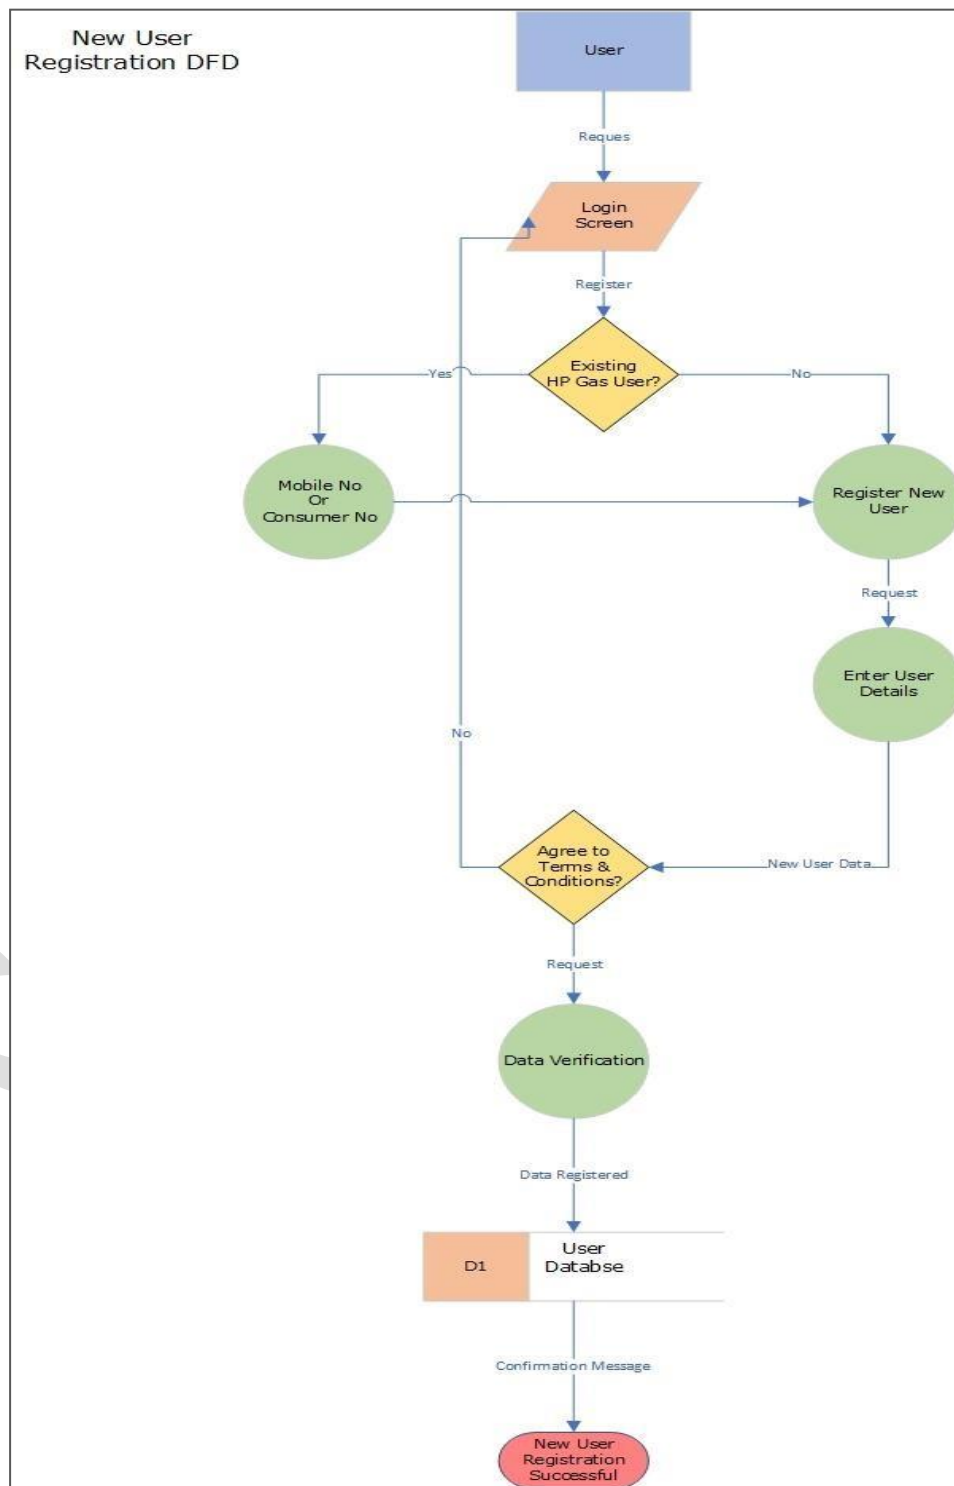 New User
Registration DFD
User
Reques
Login
Screen
Register
Existing
HP Gas User?
Yes
No
Mobile No
Or
Consumer No
Register New
User
Request
Enter User
Details
No
Agree to
Terms &
Conditions?
New User Data
Request
Data Verification
Data Registered
D1
User
Databse
Confirmation Message
New User
Registration
Successful